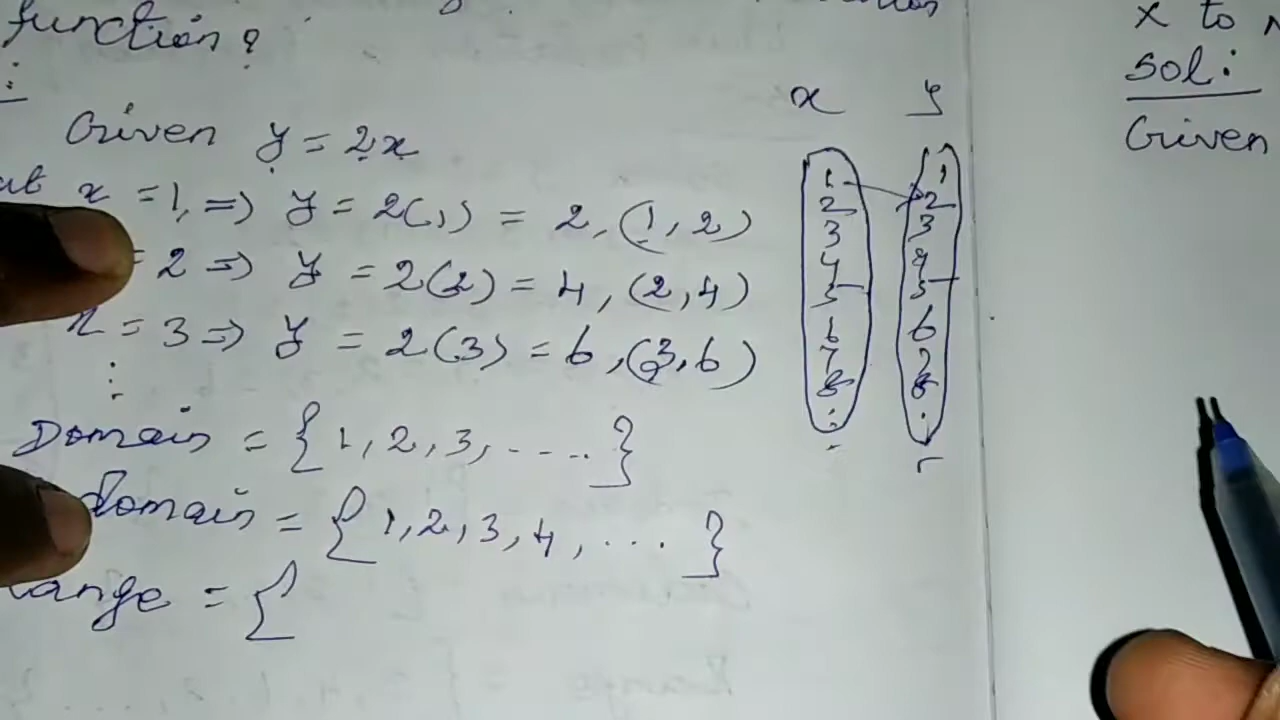 function?
:
Given y = 2x
at x = 1, => y = 2(1) = 2, (1, 2)
= 2 => y = 2(2) = 4, (2, 4)
x = 3 => y = 2(3) = 6, (3, 6)
⋮
Domain = {1, 2, 3, ....}
domain = {1, 2, 3, 4, ... }
ange = {
x y
1 1
2 2
3 3
4 4
5 5
6 6
7 7
8 8
x to
Sol:
Given